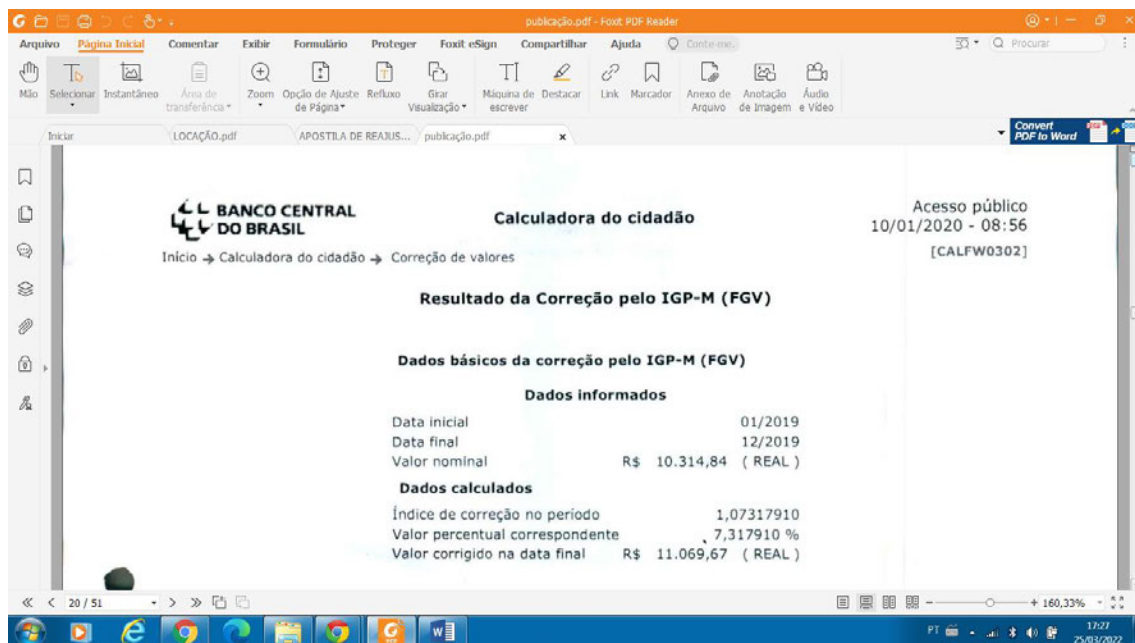 publicação.pdf - Foxit PDF Reader
Arquivo Página Inicial Comentar Exibir Formulário Proteger Foxit eSign Compartilhar Ajuda Conte-me. Procurar
Mão Selecionar Instantâneo Área de transferência Zoom Opção de Ajuste de Página Refluxo Girar Visualização Máquina de escrever Destacar Link Marcador Anexo de Arquivo Anotação de Imagem Áudio e Vídeo
Iniciar LOCAÇÃO.pdf APOSTILA DE REAJUS... publicação.pdf x Convert PDF to Word
BANCO CENTRAL
DO BRASIL
Calculadora do cidadão
Acesso público
10/01/2020 - 08:56
[CALFW0302]
Início → Calculadora do cidadão → Correção de valores
Resultado da Correção pelo IGP-M (FGV)
Dados básicos da correção pelo IGP-M (FGV)
Dados informados
Data inicial 01/2019
Data final 12/2019
Valor nominal R$ 10.314,84 ( REAL )
Dados calculados
Índice de correção no período 1,07317910
Valor percentual correspondente 7,317910 %
Valor corrigido na data final R$ 11.069,67 ( REAL )
20 / 51 160,33%
PT 17:27
25/03/2022